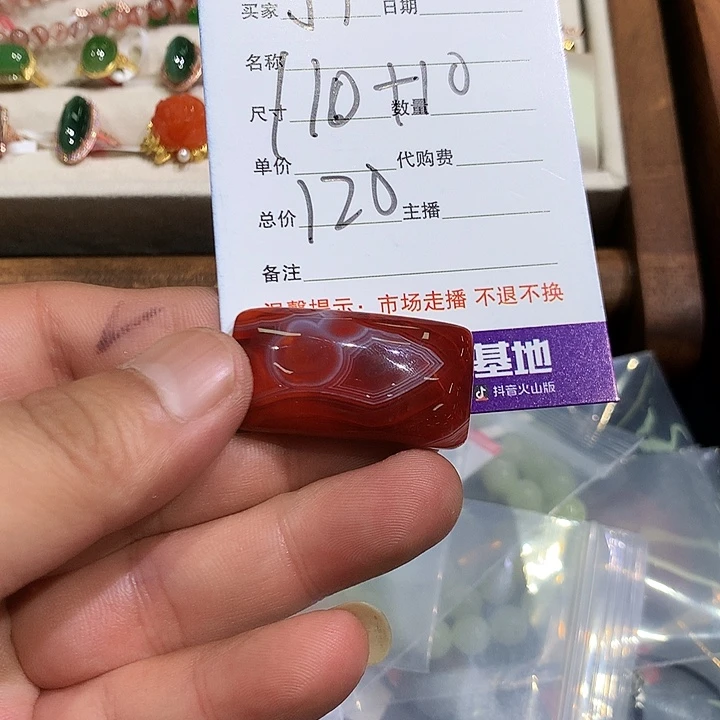 买家 51 日期
名称
尺寸 110+10 数量
单价 代购费
总价 120 主播
备注
温馨提示：市场走播 不退不换
基地
抖音火山版